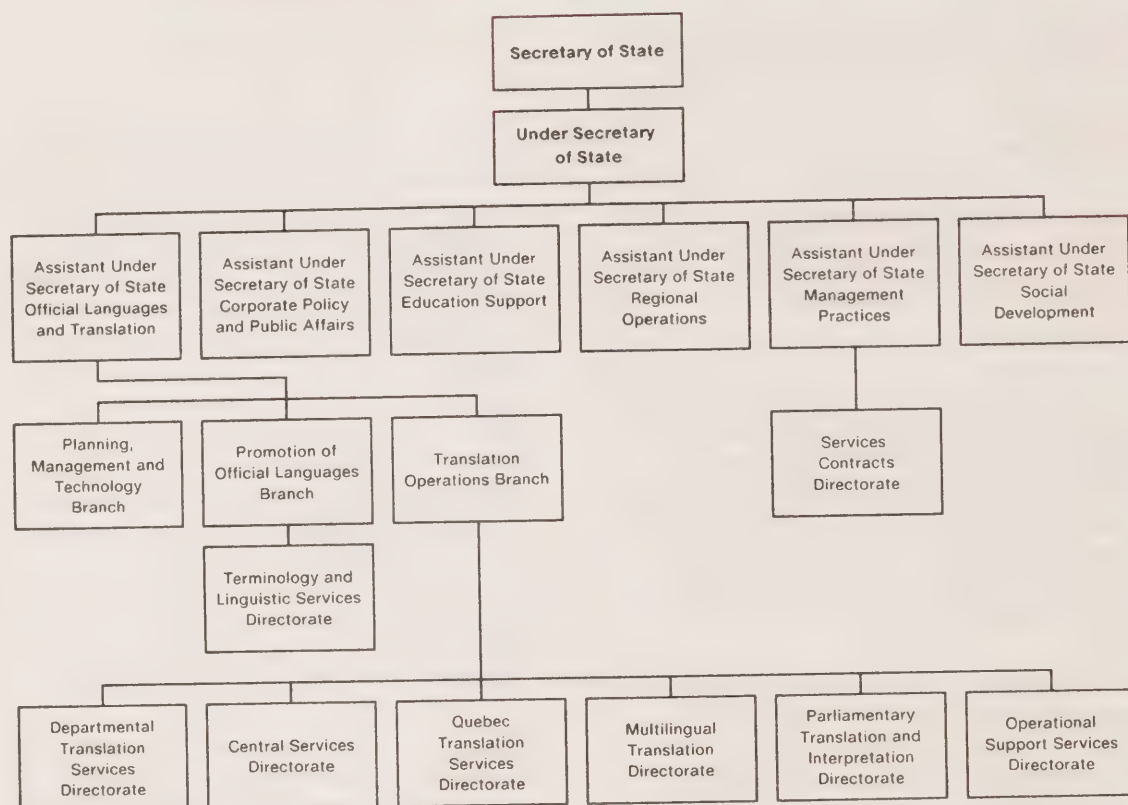 Secretary of State
Under Secretary
of State
Assistant Under
Secretary of State
Official Languages
and Translation
Assistant Under
Secretary of State
Corporate Policy
and Public Affairs
Assistant Under
Secretary of State
Education Support
Assistant Under
Secretary of State
Regional
Operations
Assistant Under
Secretary of State
Management
Practices
Assistant Under
Secretary of State
Social
Development
Planning,
Management and
Technology
Branch
Promotion of
Official Languages
Branch
Translation
Operations Branch
Services
Contracts
Directorate
Terminology and
Linguistic Services
Directorate
Departmental
Translation
Services
Directorate
Central Services
Directorate
Quebec
Translation
Services
Directorate
Multilingual
Translation
Directorate
Parliamentary
Translation and
Interpretation
Directorate
Operational
Support Services
Directorate